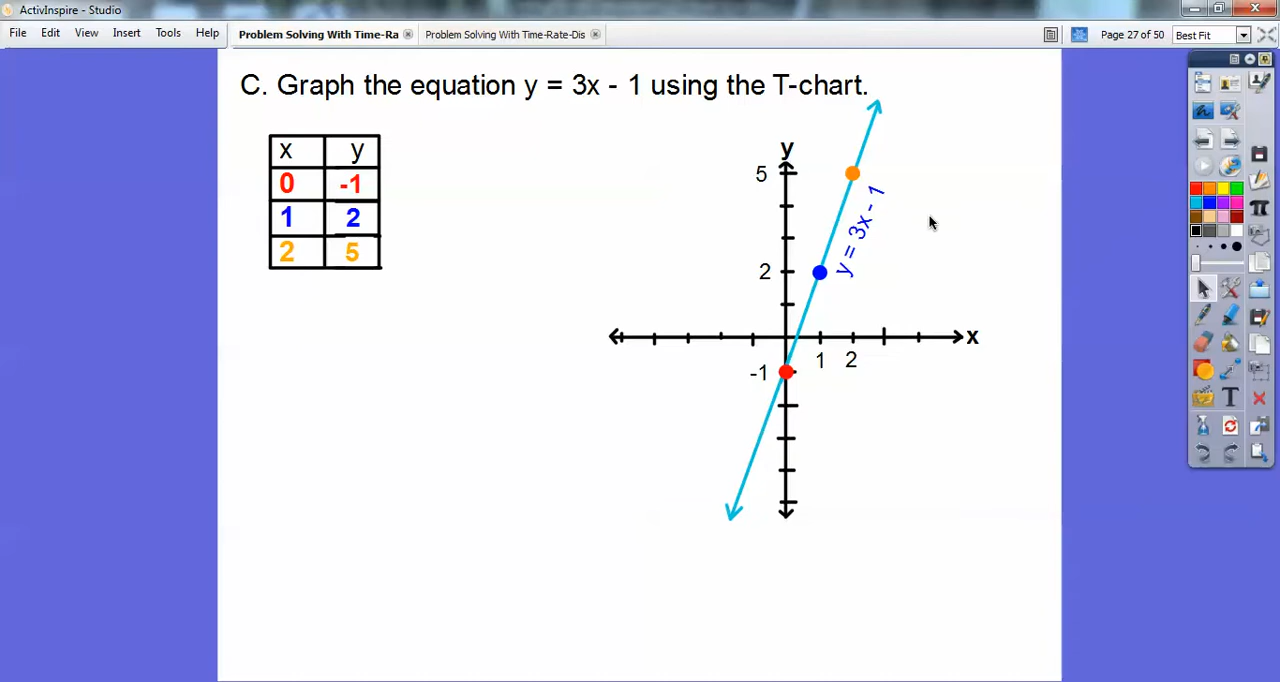 ActivInspire - Studio
File Edit View Insert Tools Help
Problem Solving With Time-Ra Problem Solving With Time-Rate-Dis
Page 27 of 50 Best Fit
C. Graph the equation y = 3x - 1 using the T-chart.
x y
0 -1
1 2
2 5
y
5
y = 3x - 1
2
x
1 2
-1